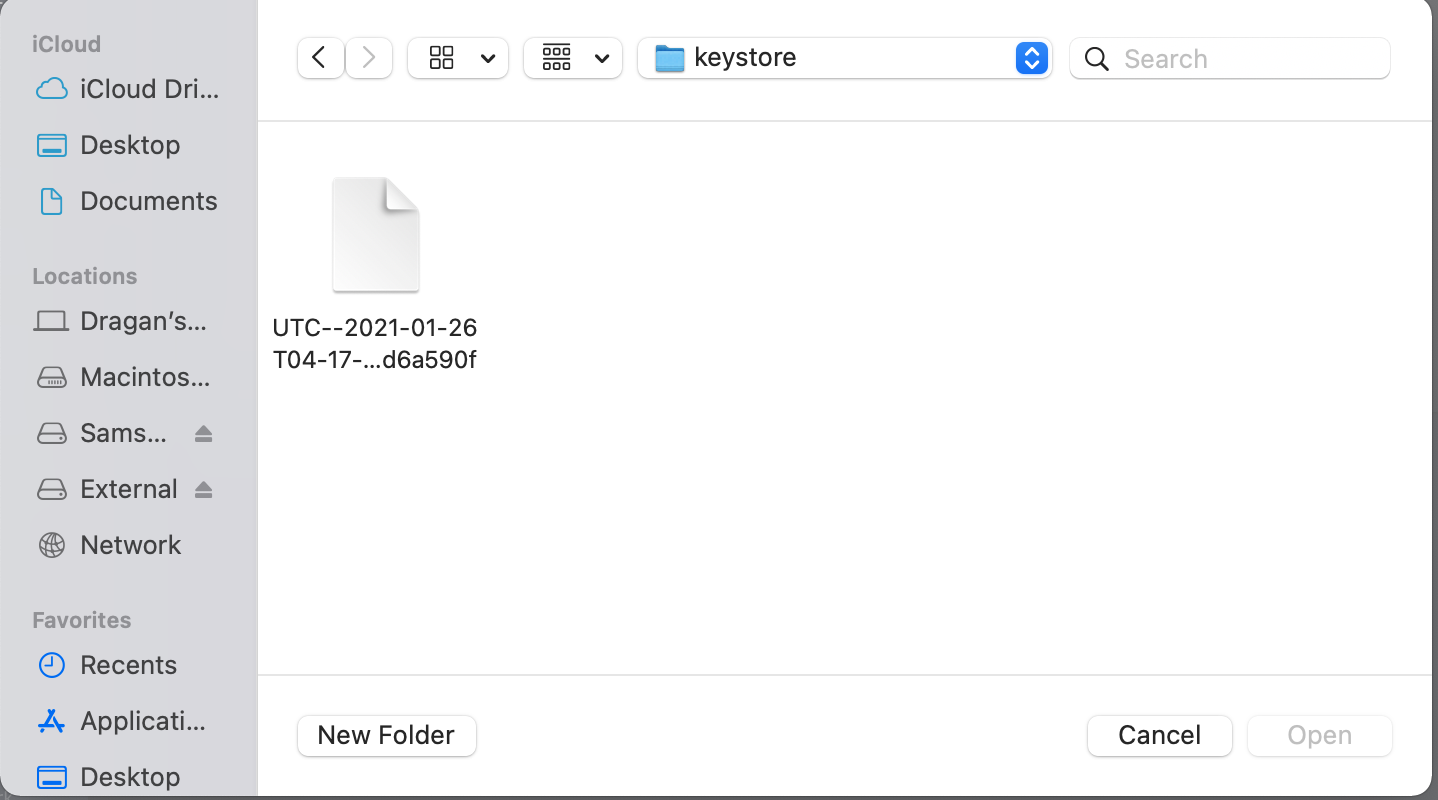 iCloud
iCloud Dri...
Desktop
Documents
Locations
Dragan’s...
Macintos...
Sams...
External
Network
Favorites
Recents
Applicati...
Desktop
keystore
Search
UTC--2021-01-26
T04-17-...d6a590f
New Folder
Cancel
Open